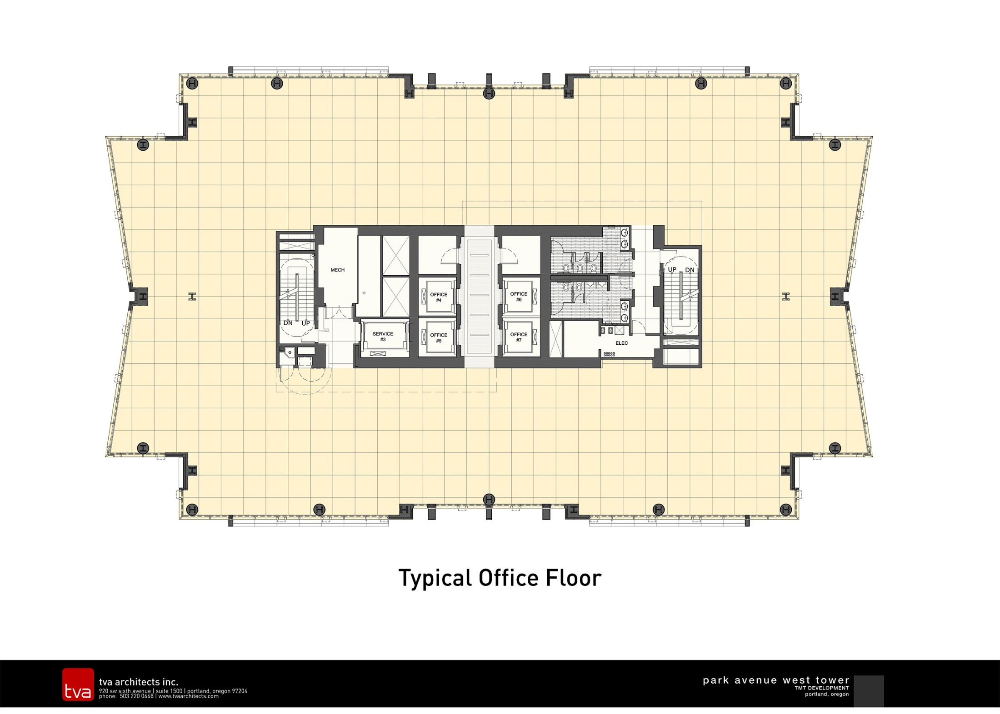 MECH
UP DN
OFFICE
#4
OFFICE
#6
DN UP
SERVICE
#3
OFFICE
#5
OFFICE
#7
ELEC
Typical Office Floor
tva
tva architects inc.
920 sw sixth avenue | suite 1500 | portland, oregon 97204
phone: 503 220 0668 | www.tvaarchitects.com
park avenue west tower
TMT DEVELOPMENT
portland, oregon